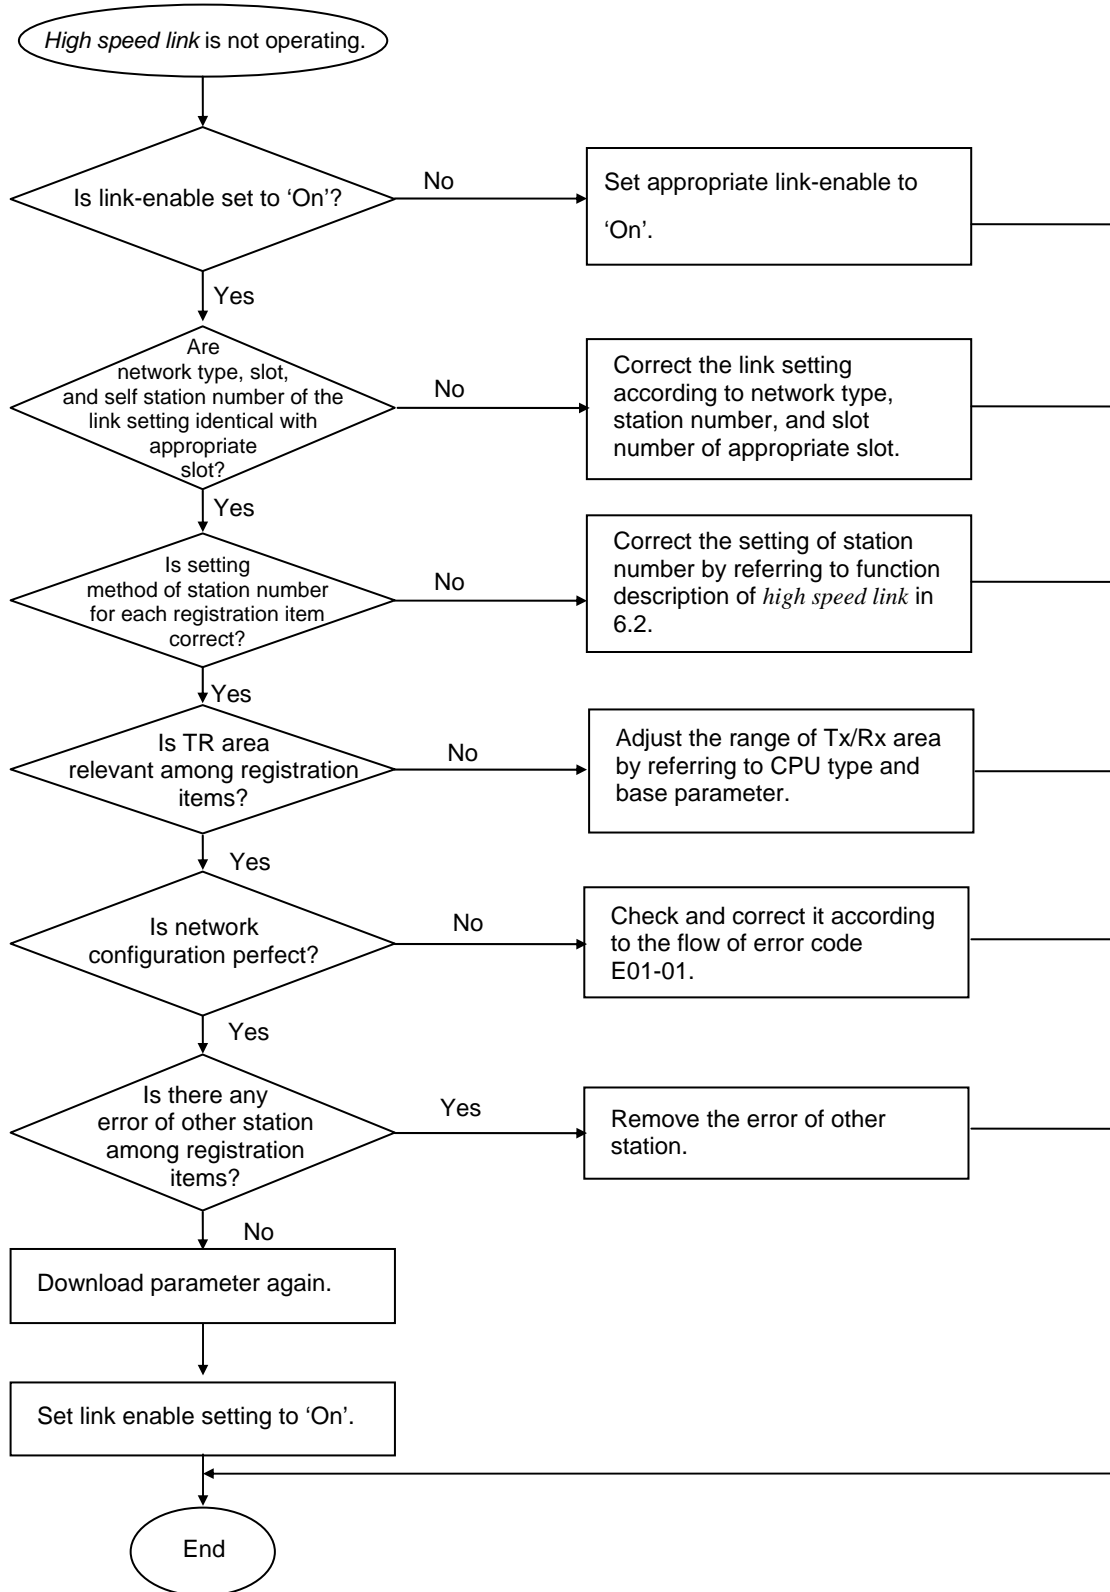 High speed link is not operating.
Is link-enable set to ‘On’?
No
Set appropriate link-enable to
‘On’.
Yes
Are
network type, slot,
and self station number of the
link setting identical with
appropriate
slot?
No
Correct the link setting
according to network type,
station number, and slot
number of appropriate slot.
Yes
Is setting
method of station number
for each registration item
correct?
No
Correct the setting of station
number by referring to function
description of high speed link in
6.2.
Yes
Is TR area
relevant among registration
items?
No
Adjust the range of Tx/Rx area
by referring to CPU type and
base parameter.
Yes
Is network
configuration perfect?
No
Check and correct it according
to the flow of error code
E01-01.
Yes
Is there any
error of other station
among registration
items?
Yes
Remove the error of other
station.
No
Download parameter again.
Set link enable setting to ‘On’.
End